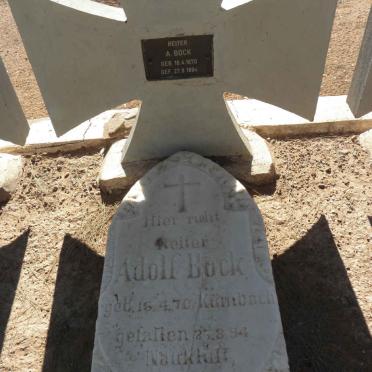 REITER
A. BOCK
GEB. 16.4.1870
GEF. 27.8.1894
Hier ruht
Reiter
Adolf Bock
geb. 16.4.70 Kürnbach
gefallen 27.8.94
Naukluft